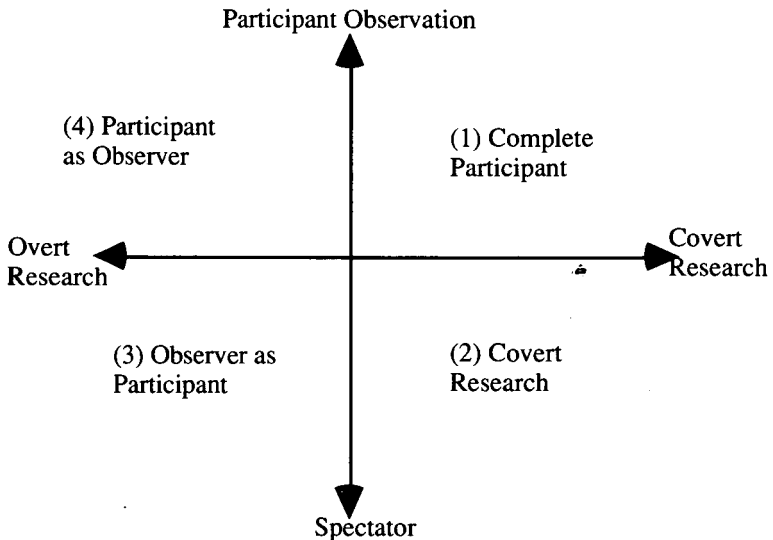 Participant Observation
(4) Participant
as Observer
(1) Complete
Participant
Overt
Research
Covert
Research
(3) Observer as
Participant
(2) Covert
Research
Spectator